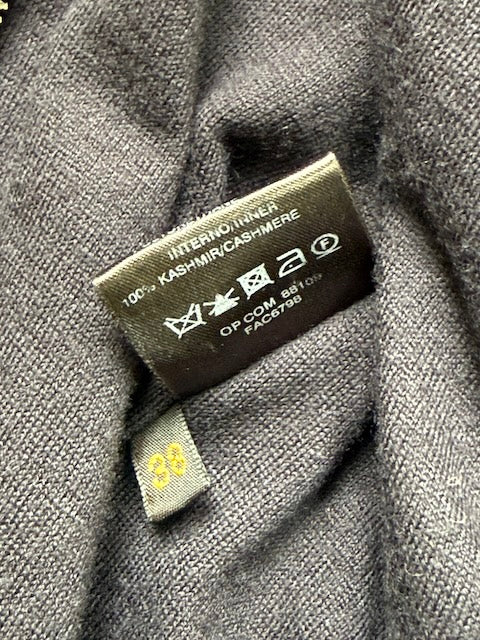 INTERNO/INNER
100% KASHMIR/CASHMERE
F
OP COM 88109
FAC6798
38